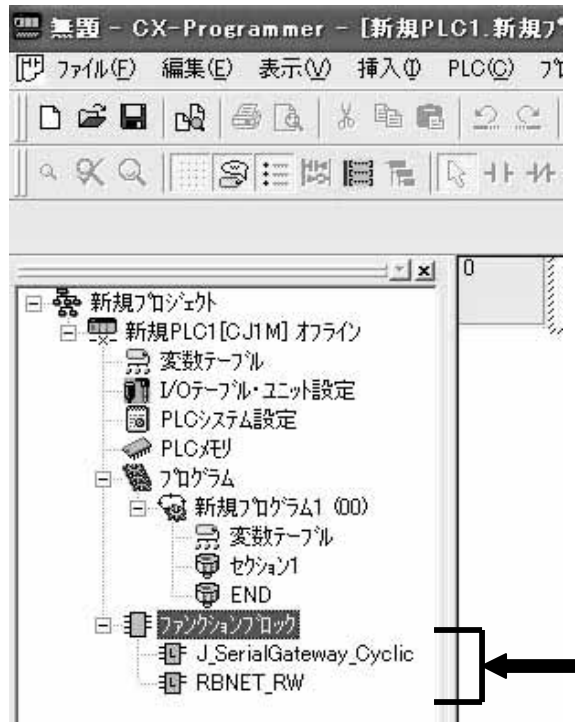 無題 - CX-Programmer - [新規PLC1.新規ﾌﾟ
ﾌｧｲﾙ(F) 編集(E) 表示(V) 挿入(I) PLC(C) ﾌﾟﾛ
0
新規ﾌﾟﾛｼﾞｪｸﾄ
新規PLC1[CJ1M] ｵﾌﾗｲﾝ
変数ﾃｰﾌﾞﾙ
I/Oﾃｰﾌﾞﾙ・ﾕﾆｯﾄ設定
PLCｼｽﾃﾑ設定
PLCﾒﾓﾘ
ﾌﾟﾛｸﾞﾗﾑ
新規ﾌﾟﾛｸﾞﾗﾑ1 (00)
変数ﾃｰﾌﾞﾙ
ｾｸｼｮﾝ1
END
ﾌｧﾝｸｼｮﾝﾌﾞﾛｯｸ
J_SerialGateway_Cyclic
RBNET_RW